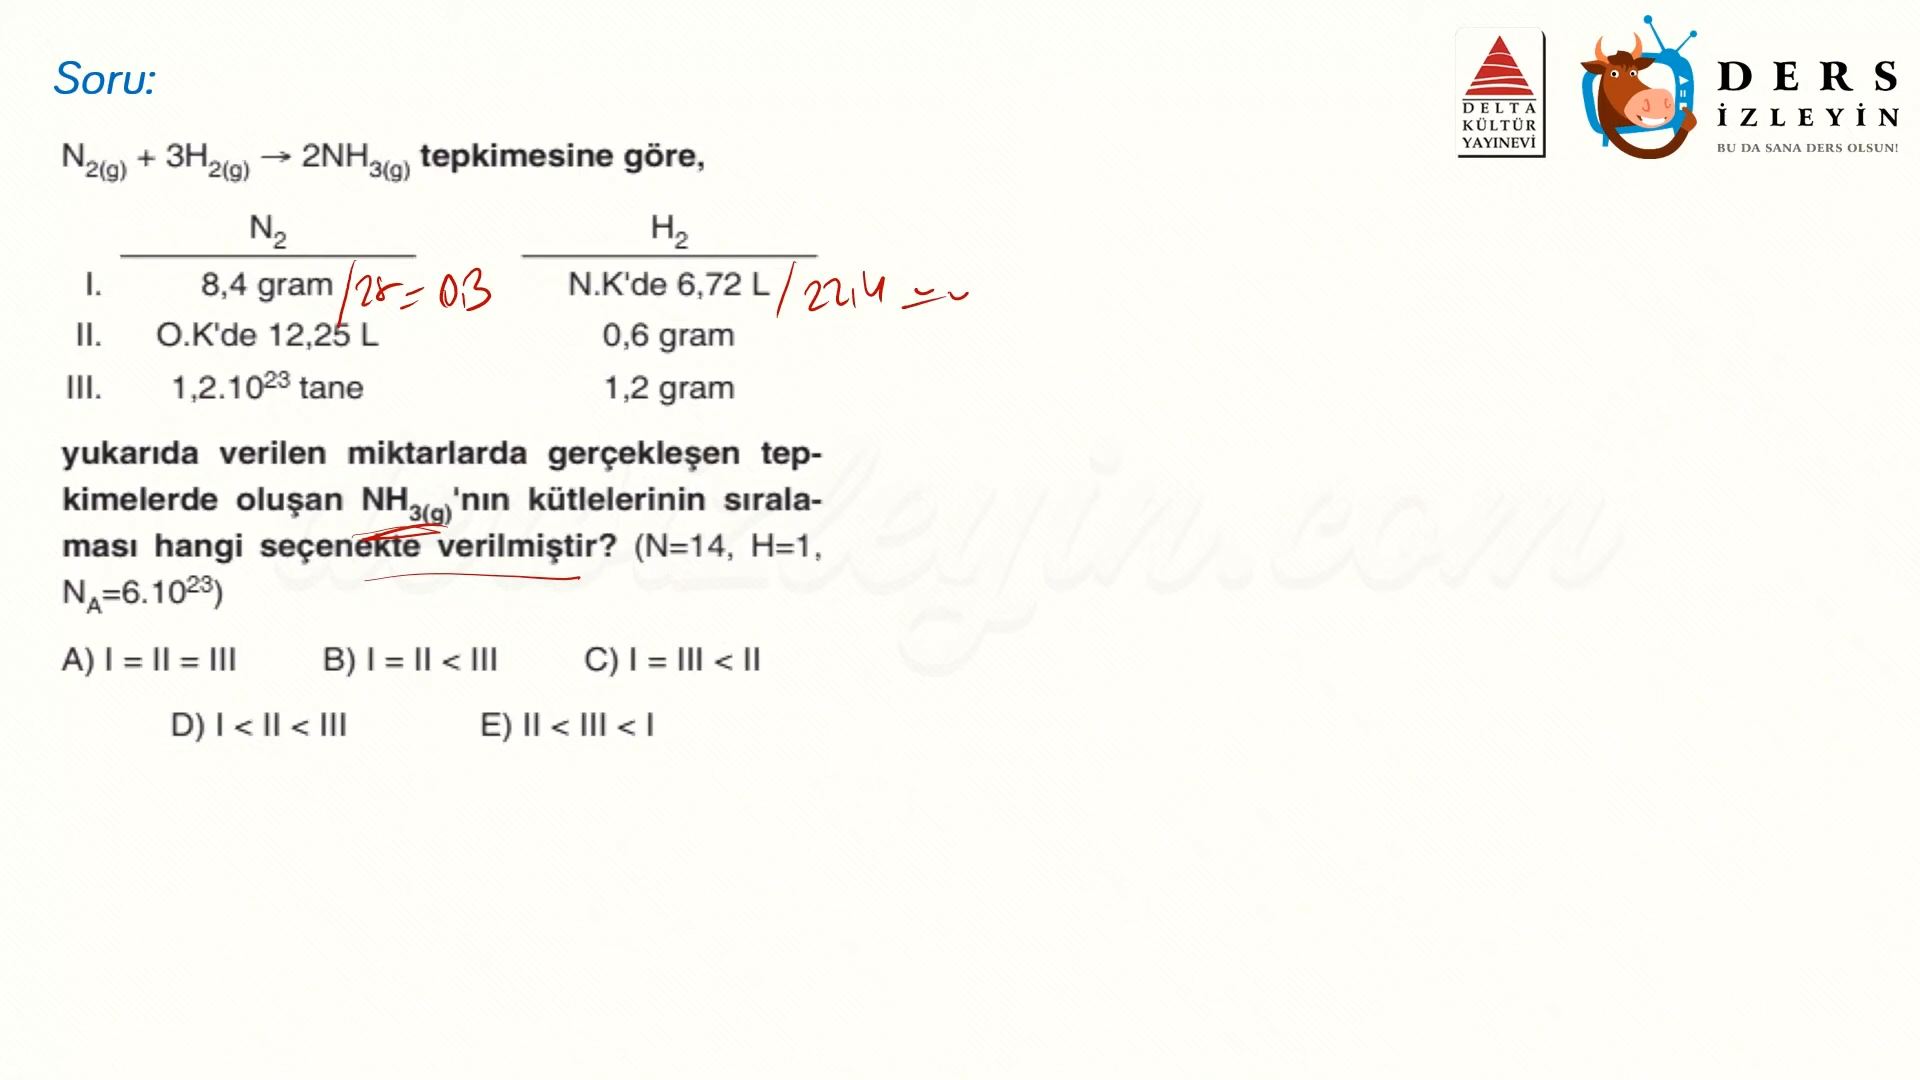 Soru:
N2(g) + 3H2(g) → 2NH3(g) tepkimesine göre,
N2 H2
I. 8,4 gram /28 = 0,3 N.K'de 6,72 L /22,4 =
II. O.K'de 12,25 L 0,6 gram
III. 1,2.10^23 tane 1,2 gram
yukarıda verilen miktarlarda gerçekleşen tep-
kimelerde oluşan NH3(g)'nın kütlelerinin sırala-
ması hangi seçenekte verilmiştir? (N=14, H=1,
NA=6.10^23)
A) I = II = III B) I = II < III C) I = III < II
D) I < II < III E) II < III < I
DELTA
KÜLTÜR
YAYINEVİ
DERS
İZLEYİN
BU DA SANA DERS OLSUN!